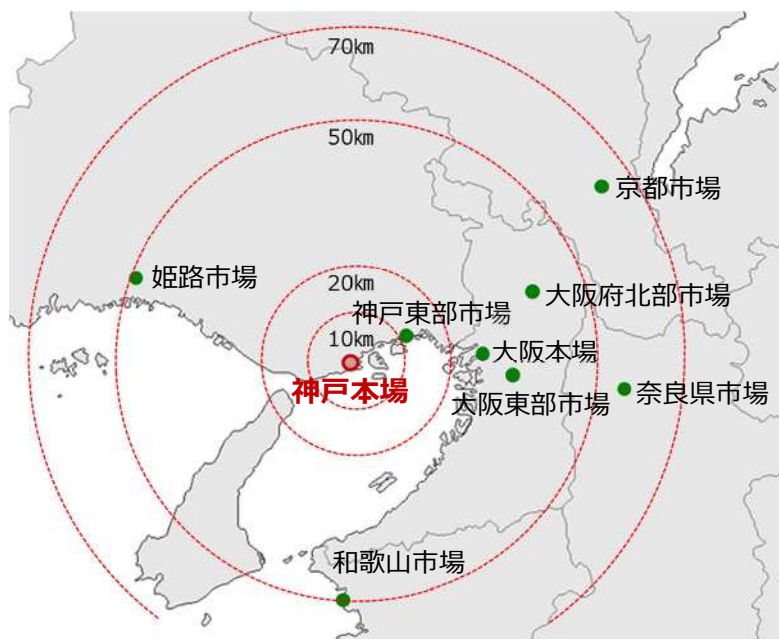 70km
50km
京都市場
姫路市場
20km
大阪府北部市場
神戸東部市場
10km
大阪本場
神戸本場
大阪東部市場
奈良県市場
和歌山市場